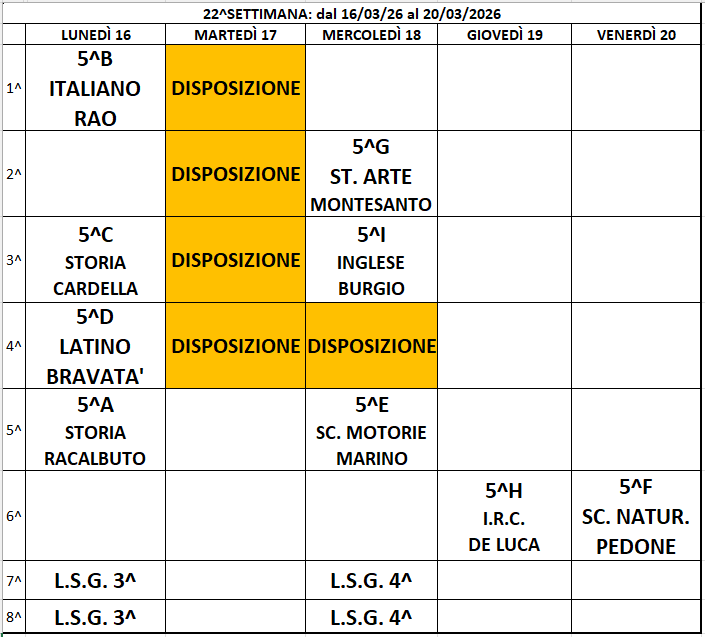 22^SETTIMANA: dal 16/03/26 al 20/03/2026
LUNEDÌ 16 MARTEDÌ 17 MERCOLEDÌ 18 GIOVEDÌ 19 VENERDÌ 20
1^
5^B
ITALIANO
RAO
DISPOSIZIONE
2^
DISPOSIZIONE
5^G
ST. ARTE
MONTESANTO
3^
5^C
STORIA
CARDELLA
DISPOSIZIONE
5^I
INGLESE
BURGIO
4^
5^D
LATINO
BRAVATA'
DISPOSIZIONE
DISPOSIZIONE
5^
5^A
STORIA
RACALBUTO
5^E
SC. MOTORIE
MARINO
6^
5^H
I.R.C.
DE LUCA
5^F
SC. NATUR.
PEDONE
7^
L.S.G. 3^
L.S.G. 4^
8^
L.S.G. 3^
L.S.G. 4^